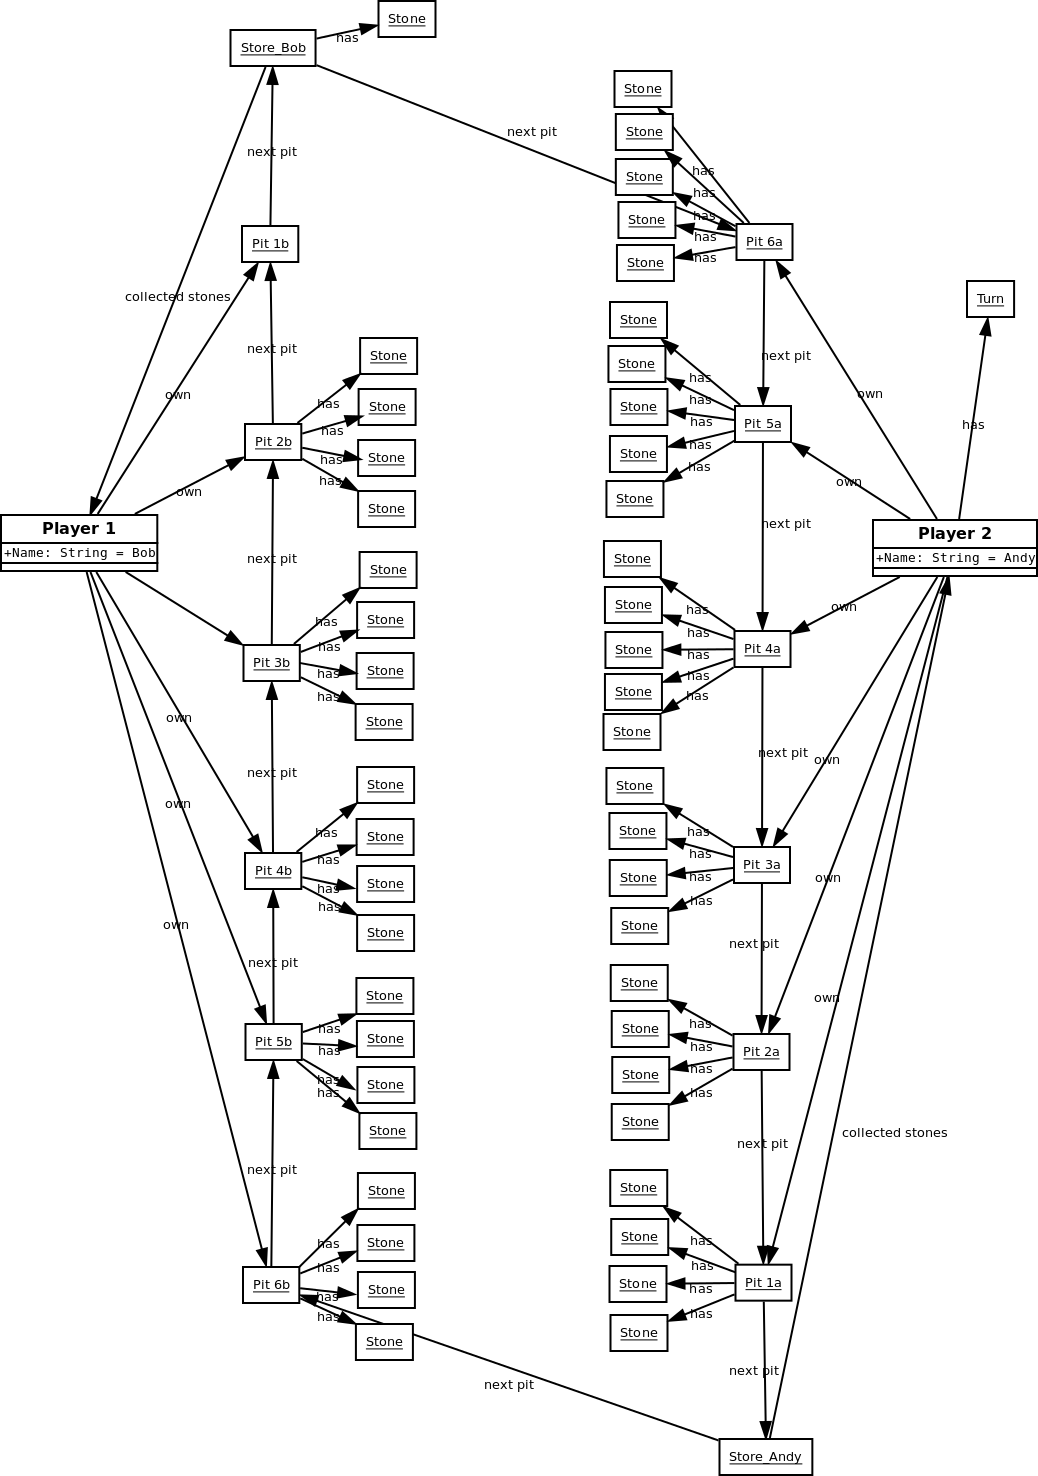 Stone
has
Store_Bob
next pit
next pit
Stone
Stone
Stone
Stone
Stone
has
has
has
has
has
Pit 1b
Pit 6a
collected stones
own
next pit
Turn
has
Stone
Stone
Stone
Stone
Stone
has
has
has
has
has
next pit
Pit 5a
own
own
Stone
Stone
Stone
Stone
has
has
has
has
Pit 2b
own
next pit
Player 1
+Name: String = Bob
Player 2
+Name: String = Andy
next pit
Stone
Stone
Stone
Stone
has
has
has
has
Pit 3b
Stone
Stone
Stone
Stone
Stone
has
has
has
has
has
Pit 4a
own
own
next pit
next pit
own
Stone
Stone
Stone
Stone
has
has
has
has
Pit 4b
own
Stone
Stone
Stone
Stone
has
has
has
has
Pit 3a
own
own
next pit
next pit
Stone
Stone
Stone
Stone
has
has
has
has
Pit 5b
Stone
Stone
Stone
Stone
has
has
has
has
Pit 2a
own
next pit
next pit
collected stones
Stone
Stone
Stone
Stone
has
has
has
has
Pit 6b
Stone
Stone
Stone
Stone
has
has
has
has
Pit 1a
next pit
next pit
Store_Andy